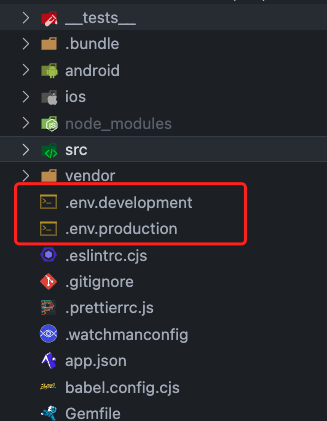 __tests__
.bundle
android
ios
node_modules
src
vendor
.env.development
.env.production
.eslintrc.cjs
.gitignore
.prettierrc.js
.watchmanconfig
app.json
babel.config.cjs
Gemfile